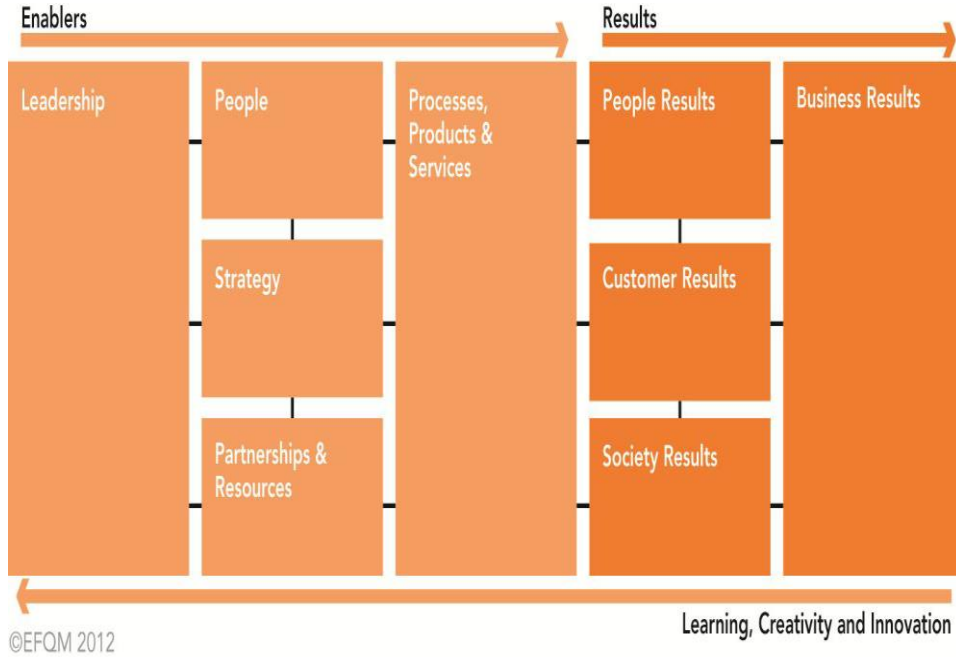 Enablers
Results
Leadership
People
Processes,
Products &
Services
People Results
Business Results
Strategy
Customer Results
Partnerships &
Resources
Society Results
Learning, Creativity and Innovation
©EFQM 2012